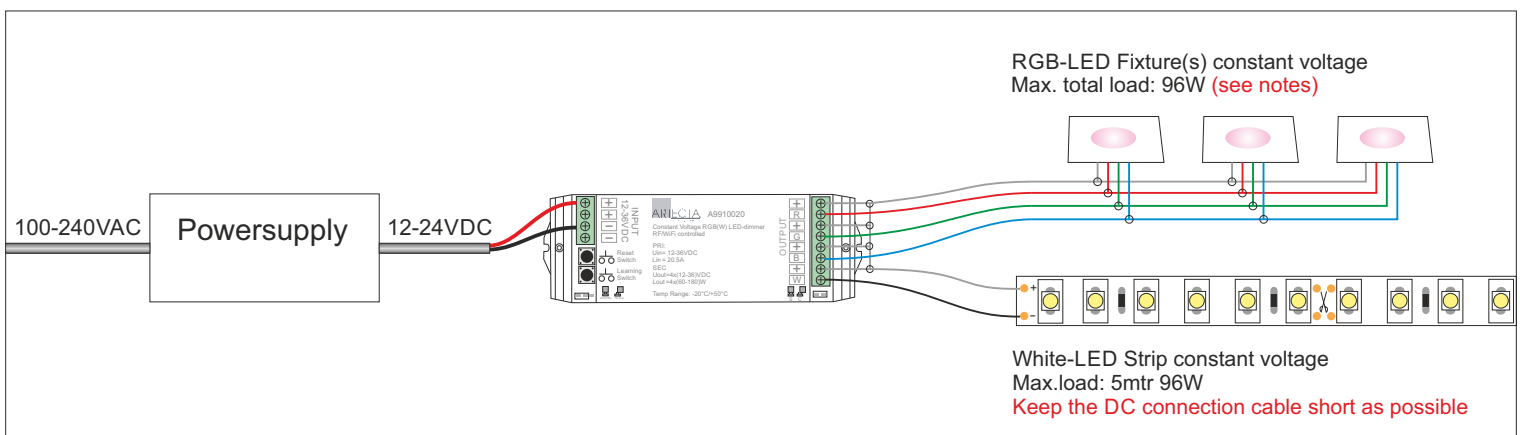 RGB-LED Fixture(s) constant voltage
Max. total load: 96W (see notes)
100-240VAC
Powersupply
12-24VDC
+
+
−
−
INPUT
12-36VDC
Reset
Switch
Learning
Switch
ARTECTA A9910020
Constant Voltage RGB(W) LED-dimmer
RF/WiFi controlled
PRI:
Uin= 12-36VDC
Lin = 20.5A
SEC
Uout=4x(12-36)VDC
Lout=4x(60-180)W
Temp Range: -20°C/+50°C
OUTPUT
+
R
+
G
+
B
+
W
+
−
White-LED Strip constant voltage
Max.load: 5mtr 96W
Keep the DC connection cable short as possible